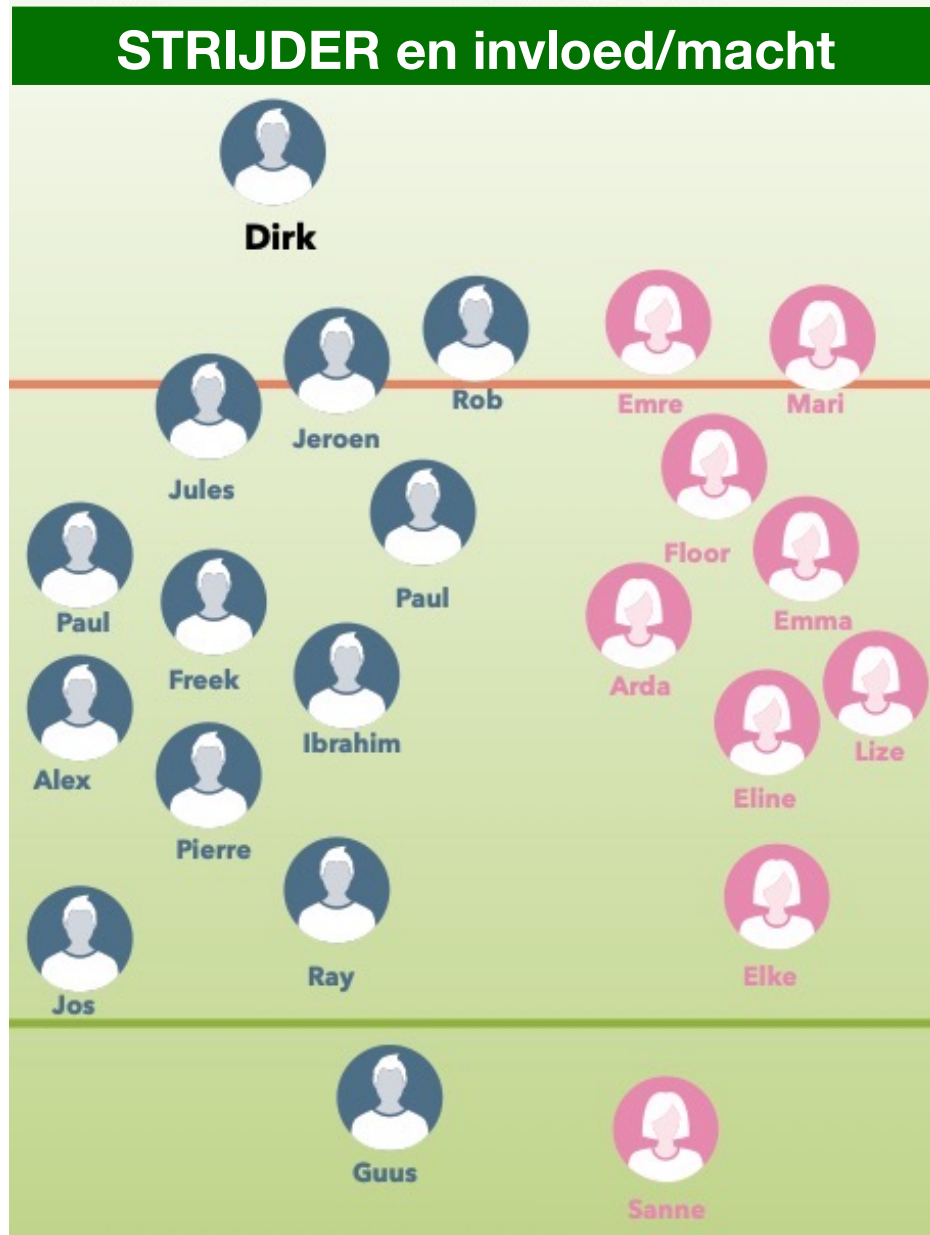 STRIJDER en invloed/macht
Dirk
Rob
Emre
Mari
Jeroen
Jules
Floor
Paul
Paul
Emma
Freek
Arda
Ibrahim
Lize
Alex
Eline
Pierre
Ray
Elke
Jos
Guus
Sanne